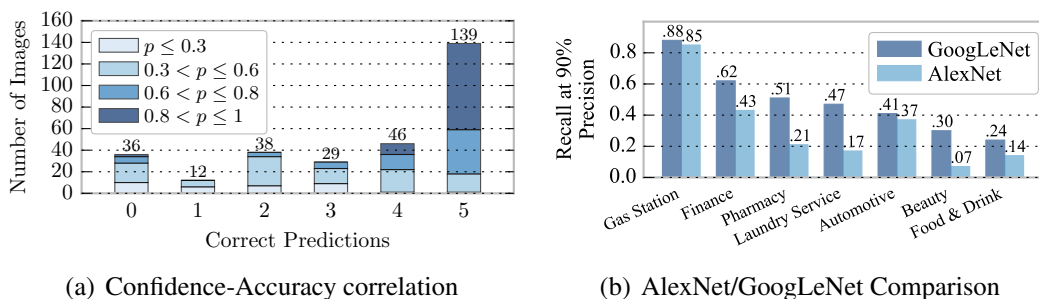 160
140
120
100
80
60
40
20
0
Number of Images
p ≤ 0.3
0.3 < p ≤ 0.6
0.6 < p ≤ 0.8
0.8 < p ≤ 1
36
12
38
29
46
139
0 1 2 3 4 5
Correct Predictions
(a) Confidence-Accuracy correlation
Recall at 90%
Precision
0.8
0.6
0.4
0.2
0.0
GoogLeNet
AlexNet
.88 .85
.62 .43
.51 .21
.47 .17
.41 .37
.30 .07
.24 .14
Gas Station
Finance
Pharmacy
Laundry Service
Automotive
Beauty
Food & Drink
(b) AlexNet/GoogLeNet Comparison